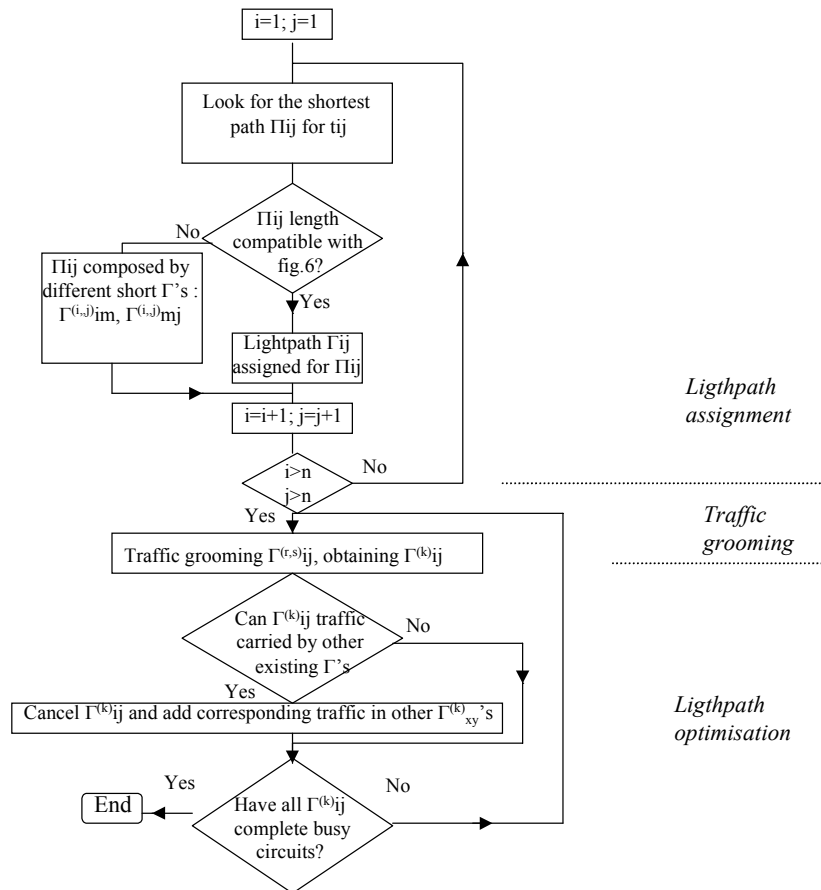 i=1; j=1
Look for the shortest
path Πij for tij
Πij length
compatible with
fig.6?
No
Πij composed by
different short Γ's :
Γ^(i,,j)im, Γ^(i,,j)mj
Yes
Lightpath Γij
assigned for Πij
i=i+1; j=j+1
Ligthpath
assignment
i>n
j>n
No
Yes
Traffic
grooming
Traffic grooming Γ^(r,s)ij, obtaining Γ^(k)ij
Can Γ^(k)ij traffic
carried by other
existing Γ's
No
Yes
Cancel Γ^(k)ij and add corresponding traffic in other Γ^(k)_xy's
Ligthpath
optimisation
Yes
No
End
Have all Γ^(k)ij
complete busy
circuits?